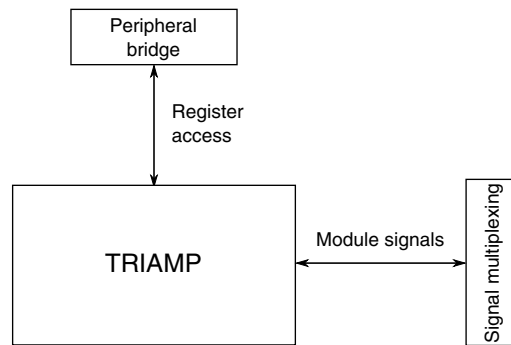 Peripheral
bridge
Register
access
TRIAMP
Module signals
Signal multiplexing